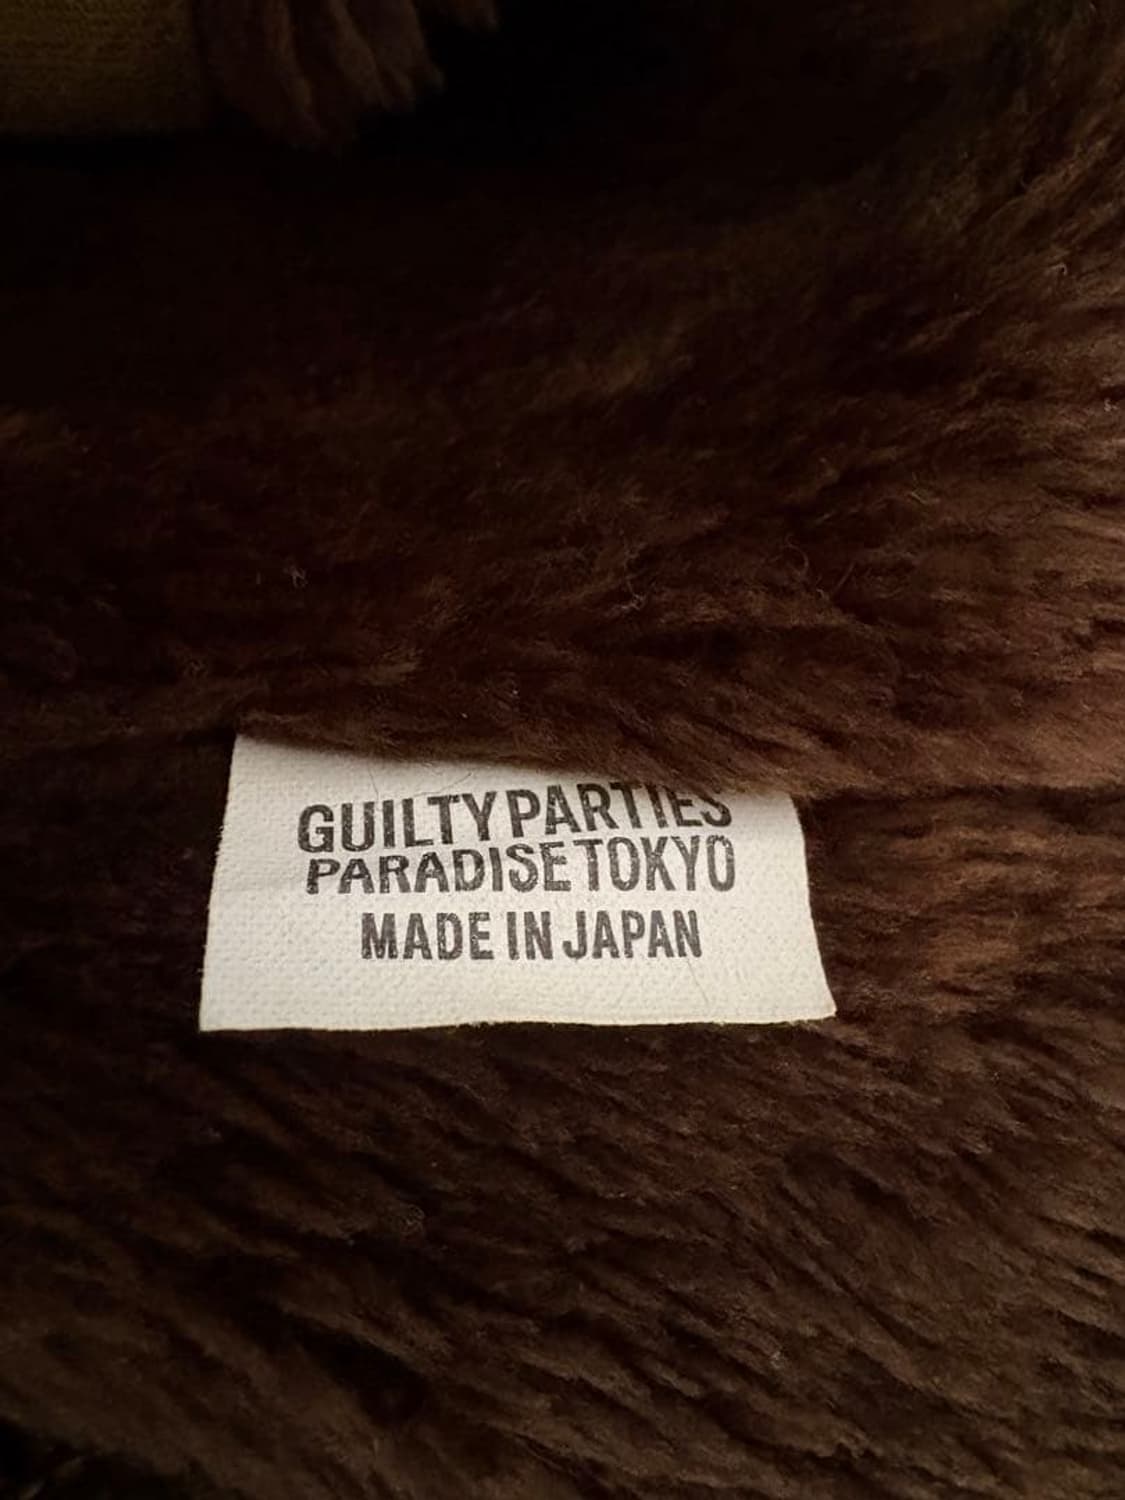 GUILTY PARTIES
PARADISE TOKYO
MADE IN JAPAN